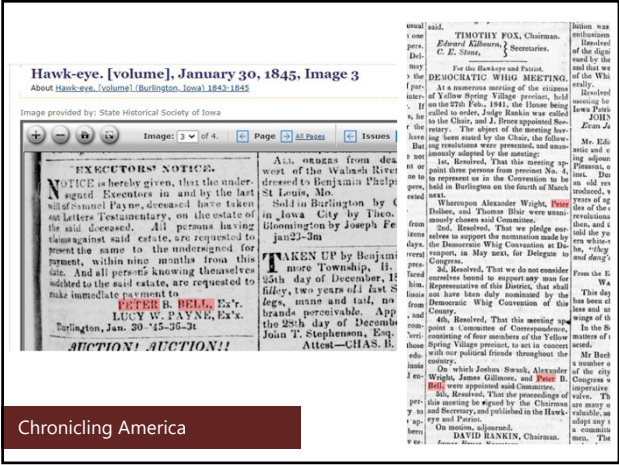 Hawk-eye. [volume], January 30, 1845, Image 3
About Hawk-eye. [volume] (Burlington, Iowa) 1843-1845
Image provided by: State Historical Society of Iowa
Image: 3 of 4.
Page
All Pages
Issues
EXECUTORS' NOTICE.
NOTICE is hereby given, that the under-
signed Executors in and by the last
will of Samuel Payne, deceased have taken
out Letters Testamentary, on the estate of
the said deceased. All persons having
claims against said estate, are requested to
present the same to the undersigned for
payment, within nine months from this
date. And all persons knowing themselves
indebted to the said estate, are requested to
make immediate payment to
PETER B. BELL, Ex'r.
LUCY W. PAYNE, Ex'x.
Burlington, Jan. 30-'45-36-3t
AUCTION! AUCTION!!
ALL ORDERS from dea
west of the Wabash River
dressed to Benjamin Phelps
St Louis, Mo.
Sold in Burlington by
in Iowa City by Theo.
Bloomington by Joseph Fe
jan23-3m
TAKEN UP by Benjami
more Township, H.
25th day of December, 18
filley, two years old last S
legs, mane and tail, no
brands perceivable. App
the 28th day of Decemb
John T. Stephenson, Esq.
Attest—CHAS. B.
said.
TIMOTHY FOX, Chairman.
Edward Kilbourn,
C. E. Stone, } Secretaries.
For the Hawkeye and Patriot.
DEMOCRATIC WHIG MEETING.
At a numerous meeting of the citizens
of Yellow Spring Village precinct, held
on the 27th Feb., 1841, the House being
called to order, Judge Rankin was called
to the Chair, and J. Bruce appointed Sec-
retary. The object of the meeting hav-
ing been stated by the Chair, the follow-
ing resolutions were presented, and unan-
imously adopted by the meeting:
1st, Resolved, That this meeting ap-
point three persons from precinct No. 4,
to represent us in the Convention to be
held in Burlington on the fourth of March
next.
Whereupon Alexander Wright, Peter
Dolbee, and Thomas Blair were unani-
mously chosen said Committee.
2nd, Resolved, That we pledge our-
selves to support the nomination made by
the Democratic Whig Convention at Da-
venport, in May next, for Delegate to
Congress.
3d, Resolved, That we do not consider
ourselves bound to support any man for
Representative of this District, that shall
not have been duly nominated by the
Democratic Whig Convention of this
County.
4th, Resolved, That this meeting ap-
point a Committee of Correspondence,
consisting of four members of the Yellow
Spring Village precinct, to act in concert
with our political friends throughout the
country.
On which Joshua Swank, Alexander
Wright, James Gillmore, and Peter B.
Bell, were appointed said Committee.
5th, Resolved, That the proceedings of
this meeting be signed by the Chairman
and Secretary, and published in the Hawk-
eye and Patriot.
On motion, adjourned.
DAVID RANKIN, Chairman.
Chronicling America